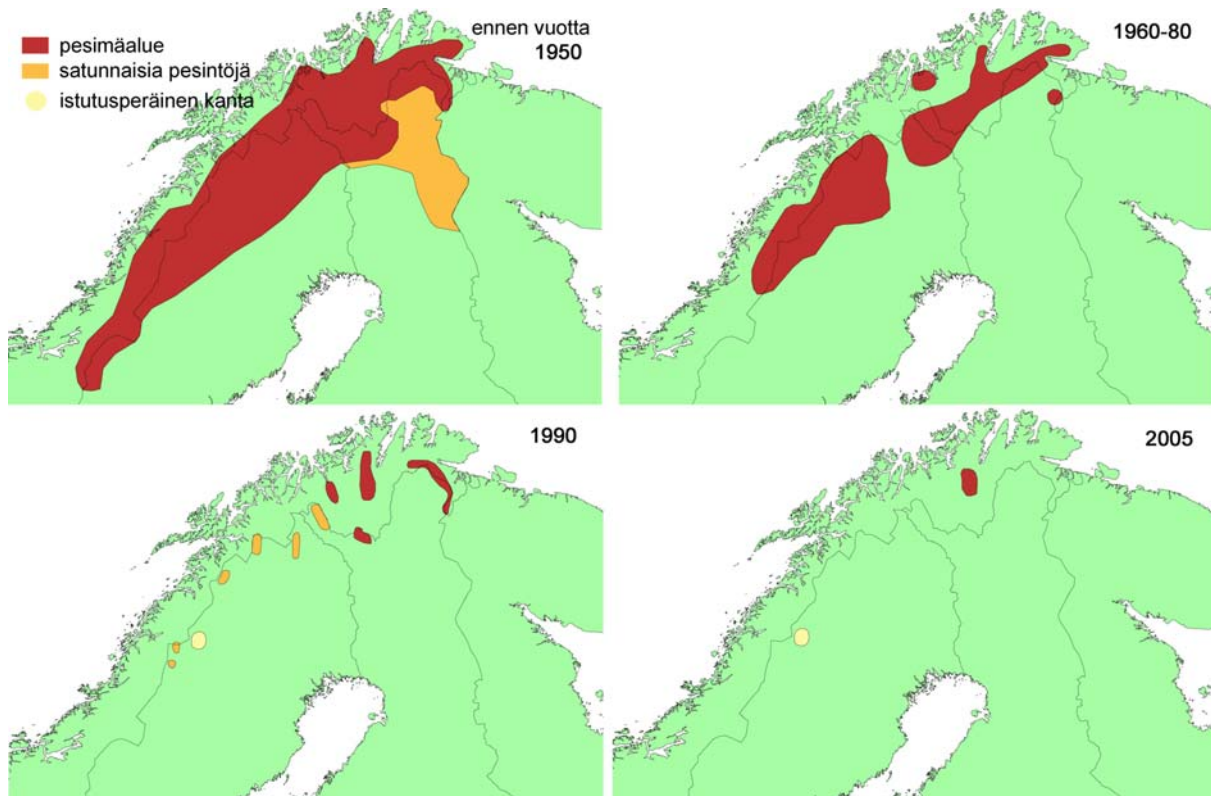 ennen vuotta
1950
pesimäalue
satunnaisia pesintöjä
istutusperäinen kanta
1960-80
1990
2005